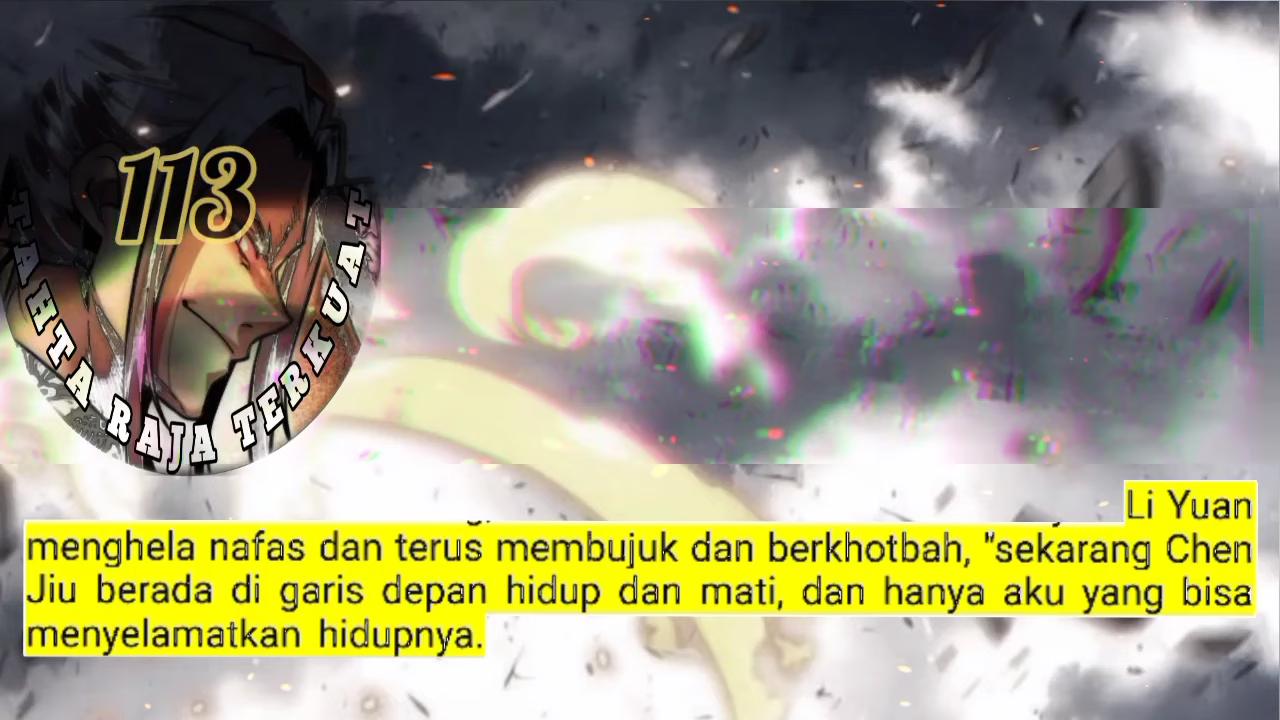 113
TAHTA RAJA TERKUAT
Li Yuan
menghela nafas dan terus membujuk dan berkhotbah, "sekarang Chen
Jiu berada di garis depan hidup dan mati, dan hanya aku yang bisa
menyelamatkan hidupnya.